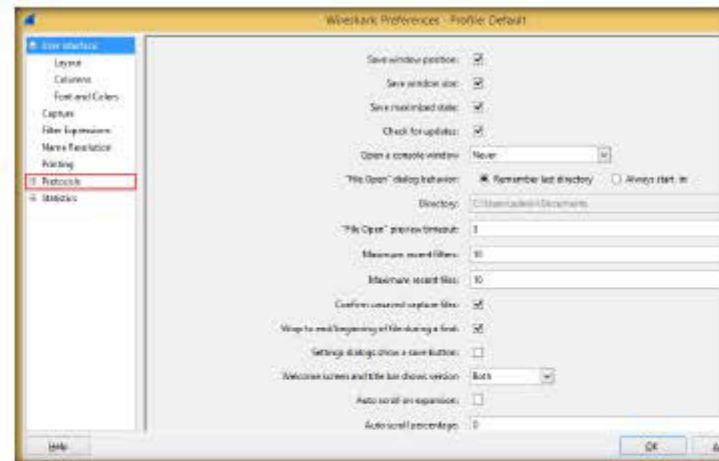 Wireshark Preferences - Profile: Default
User Interface
Layout
Columns
Font and Colors
Capture
Filter Expressions
Name Resolution
Printing
Protocols
Statistics
Save window position:
Save window size:
Save maximized state:
Check for updates:
Open a console window Never
"File Open" dialog behavior: Remember last directory Always start in
Directory: C:\Users\admin\Documents
"File Open" preview timeout: 3
Maximum recent filters: 10
Maximum recent files: 10
Confirm unsaved capture files:
Wrap to end/beginning of file during a find:
Settings dialogs show a save button:
Welcome screen and title bar shows version Both
Auto scroll on expansion:
Auto scroll percentage: 0
Help OK